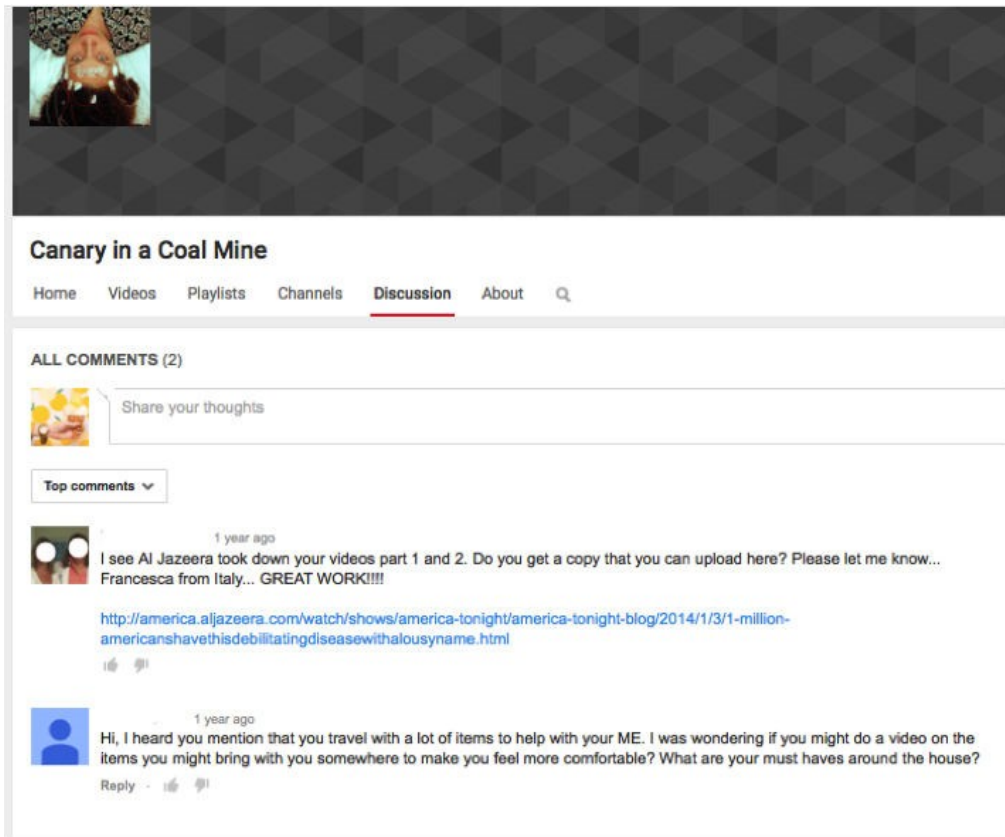 Canary in a Coal Mine
Home Videos Playlists Channels Discussion About
ALL COMMENTS (2)
Share your thoughts
Top comments
1 year ago
I see Al Jazeera took down your videos part 1 and 2. Do you get a copy that you can upload here? Please let me know...
Francesca from Italy... GREAT WORK!!!!
http://america.aljazeera.com/watch/shows/america-tonight/america-tonight-blog/2014/1/3/1-million-
americanshavethisdebilitatingdiseasewithalousyname.html
1 year ago
Hi, I heard you mention that you travel with a lot of items to help with your ME. I was wondering if you might do a video on the
items you might bring with you somewhere to make you feel more comfortable? What are your must haves around the house?
Reply